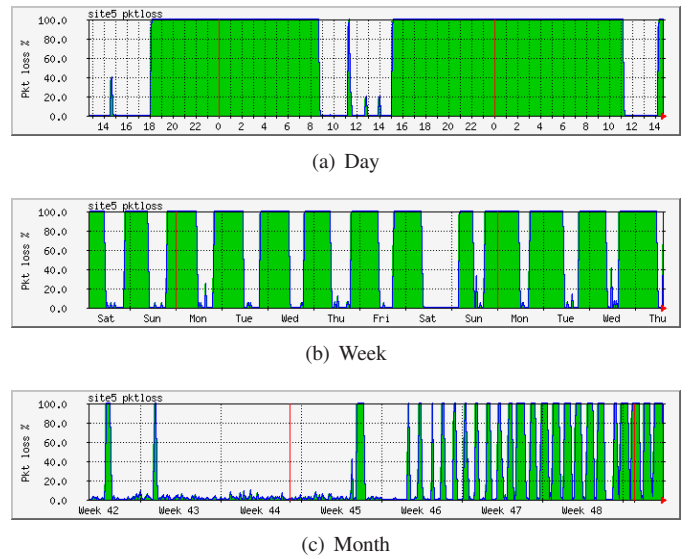 site5 pktloss
Pkt loss %
100.0
80.0
60.0
40.0
20.0
0.0
14 16 18 20 22 0 2 4 6 8 10 12 14 16 18 20 22 0 2 4 6 8 10 12 14
(a) Day
site5 pktloss
Pkt loss %
100.0
80.0
60.0
40.0
20.0
0.0
Sat Sun Mon Tue Wed Thu Fri Sat Sun Mon Tue Wed Thu
(b) Week
site5 pktloss
Pkt loss %
100.0
80.0
60.0
40.0
20.0
0.0
Week 42 Week 43 Week 44 Week 45 Week 46 Week 47 Week 48
(c) Month